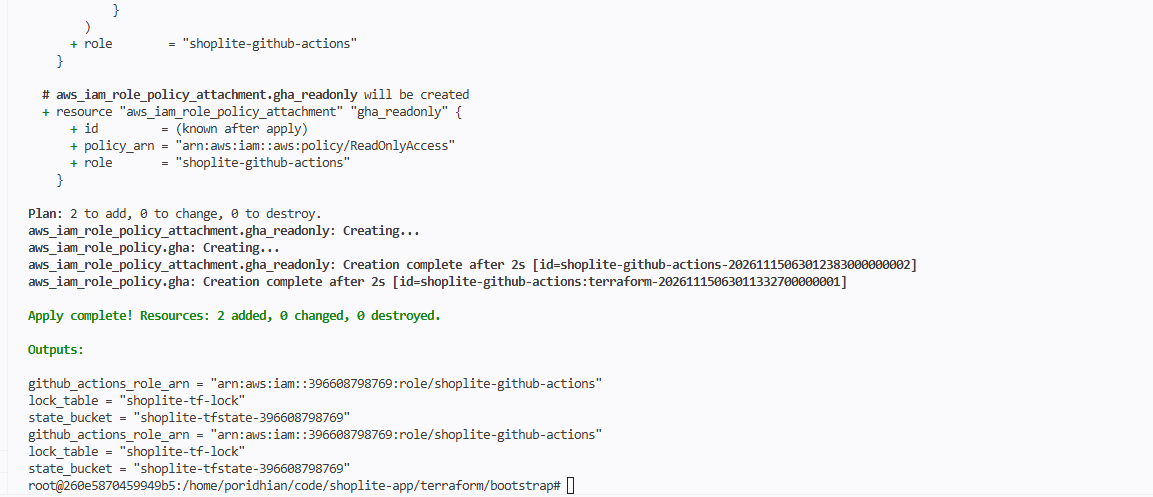 }
)
+ role = "shoplite-github-actions"
}
# aws_iam_role_policy_attachment.gha_readonly will be created
+ resource "aws_iam_role_policy_attachment" "gha_readonly" {
+ id = (known after apply)
+ policy_arn = "arn:aws:iam::aws:policy/ReadOnlyAccess"
+ role = "shoplite-github-actions"
}
Plan: 2 to add, 0 to change, 0 to destroy.
aws_iam_role_policy_attachment.gha_readonly: Creating...
aws_iam_role_policy.gha: Creating...
aws_iam_role_policy_attachment.gha_readonly: Creation complete after 2s [id=shoplite-github-actions-20261115063012383000000002]
aws_iam_role_policy.gha: Creation complete after 2s [id=shoplite-github-actions:terraform-20261115063011332700000001]
Apply complete! Resources: 2 added, 0 changed, 0 destroyed.
Outputs:
github_actions_role_arn = "arn:aws:iam::396608798769:role/shoplite-github-actions"
lock_table = "shoplite-tf-lock"
state_bucket = "shoplite-tfstate-396608798769"
github_actions_role_arn = "arn:aws:iam::396608798769:role/shoplite-github-actions"
lock_table = "shoplite-tf-lock"
state_bucket = "shoplite-tfstate-396608798769"
root@260e5870459949b5:/home/poridhian/code/shoplite-app/terraform/bootstrap#